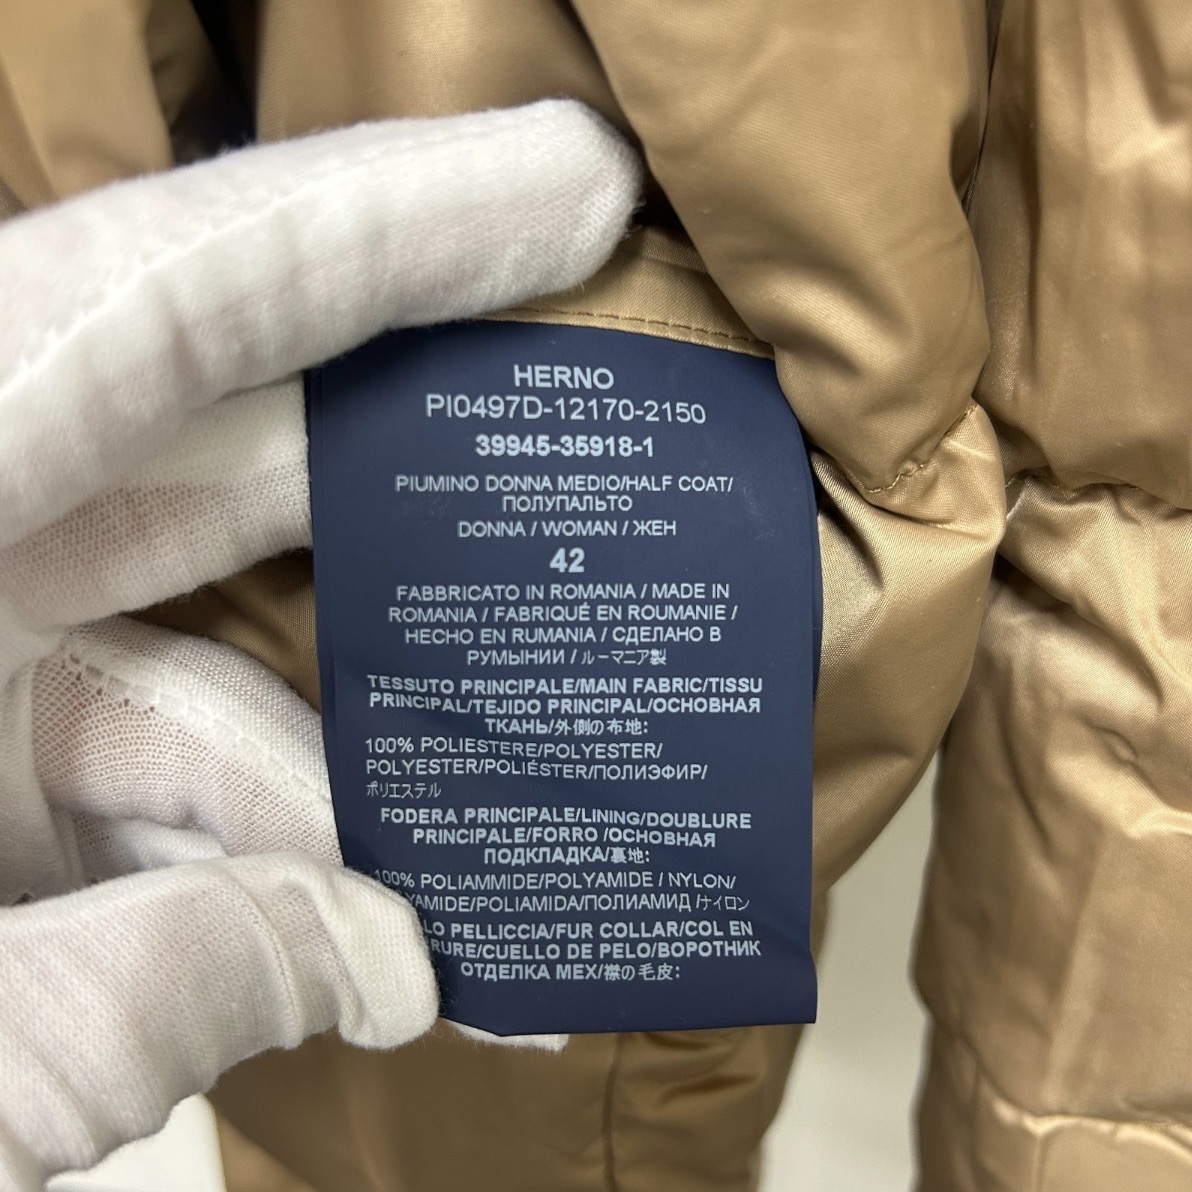 HERNO
PI0497D-12170-2150
39945-35918-1
PIUMINO DONNA MEDIO/HALF COAT/
ПОЛУПАЛЬТО
DONNA / WOMAN / ЖЕН
42
FABBRICATO IN ROMANIA / MADE IN
ROMANIA / FABRIQUÉ EN ROUMANIE /
HECHO EN RUMANIA / СДЕЛАНО В
РУМЫНИИ / ルーマニア製
TESSUTO PRINCIPALE/MAIN FABRIC/TISSU
PRINCIPAL/TEJIDO PRINCIPAL/ОСНОВНАЯ
ТКАНЬ/外側の布地:
100% POLIESTERE/POLYESTER/
POLYESTER/POLIÉSTER/ПОЛИЭФИР/
ポリエステル
FODERA PRINCIPALE/LINING/DOUBLURE
PRINCIPALE/FORRO /ОСНОВНАЯ
ПОДКЛАДКА/裏地:
100% POLIAMMIDE/POLYAMIDE / NYLON/
YAMIDE/POLIAMIDA/ПОЛИАМИД /ナイロン
LO PELLICCIA/FUR COLLAR/COL EN
RURE/CUELLO DE PELO/ВОРОТНИК
ОТДЕЛКА МЕХ/襟の毛皮: